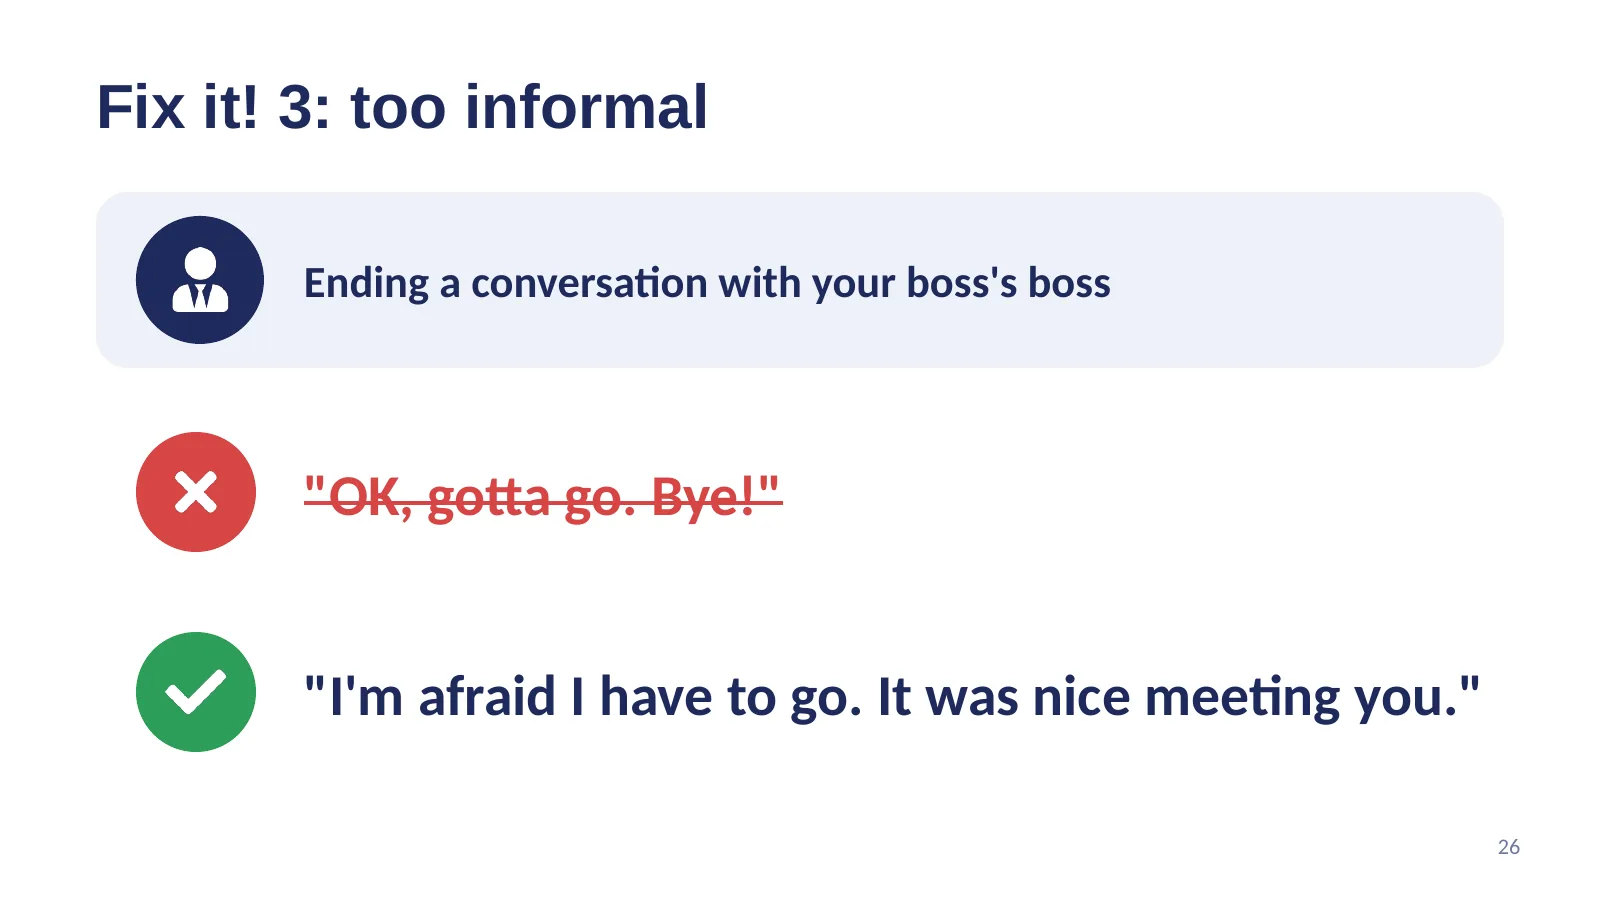 Fix it! 3: too informal
Ending a conversation with your boss's boss
"OK, gotta go. Bye!"
"I'm afraid I have to go. It was nice meeting you."
26